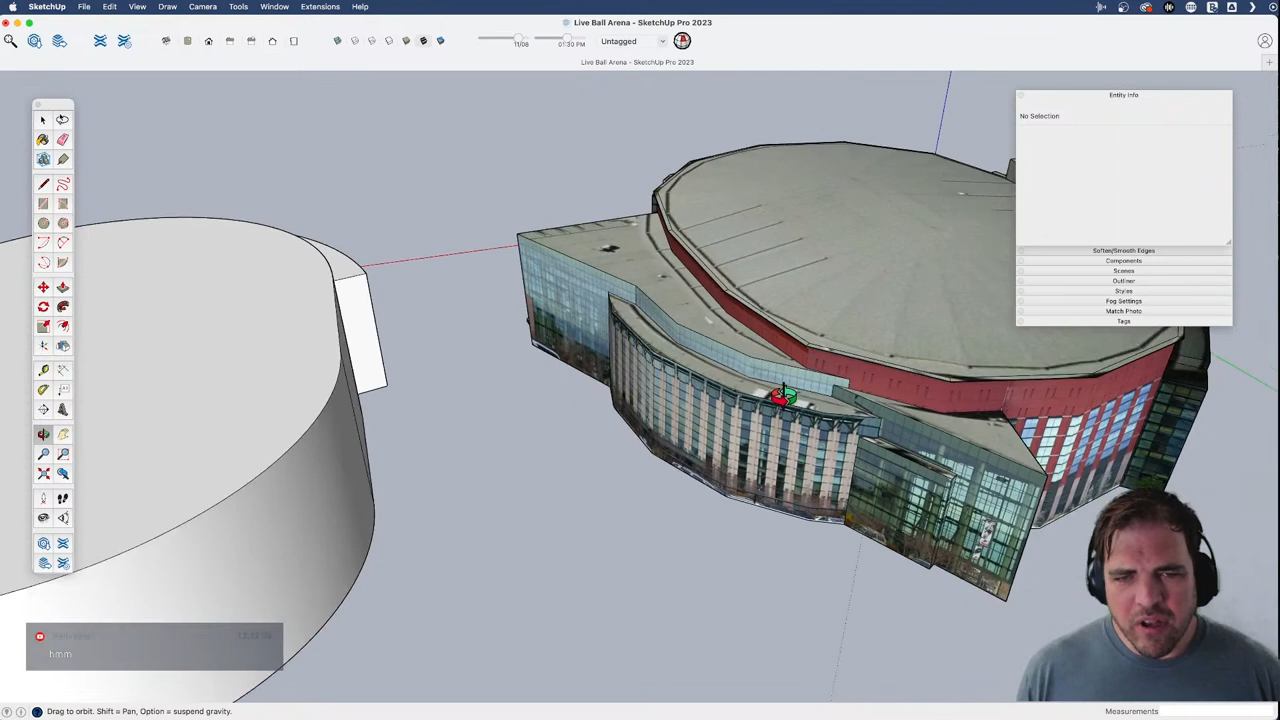 SketchUp File Edit View Draw Camera Tools Window Extensions Help
Live Ball Arena - SketchUp Pro 2023
11/08
01:30 PM
Untagged
Live Ball Arena - SketchUp Pro 2023
Entity Info
No Selection
Soften/Smooth Edges
Components
Scenes
Outliner
Styles
Fog Settings
Match Photo
Tags
hmm
Drag to orbit. Shift = Pan, Option = suspend gravity.
Measurements